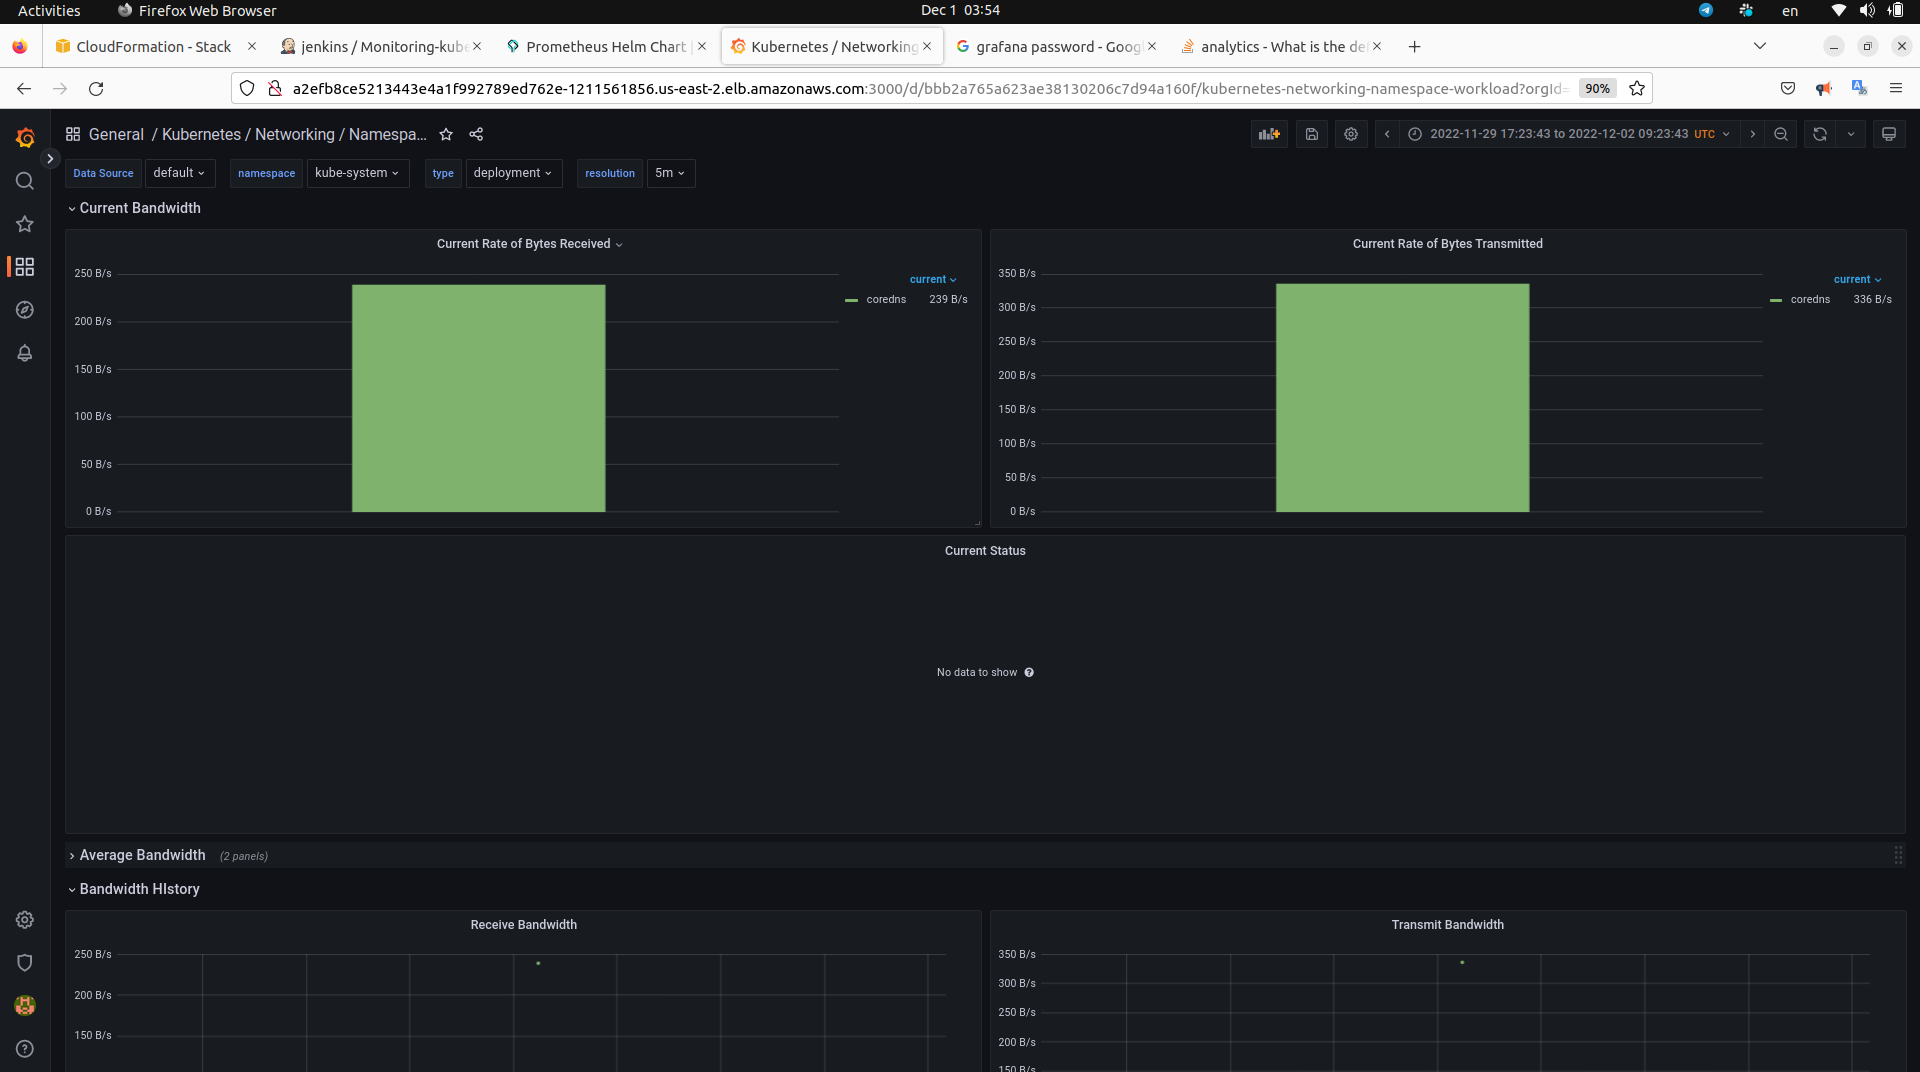 Activities Firefox Web Browser Dec 1 03:54 en
CloudFormation - Stack jenkins / Monitoring-kube Prometheus Helm Chart | Kubernetes / Networking grafana password - Goog analytics - What is the de
a2efb8ce5213443e4a1f992789ed762e-1211561856.us-east-2.elb.amazonaws.com:3000/d/bbb2a765a623ae38130206c7d94a160f/kubernetes-networking-namespace-workload?orgId= 90%
General / Kubernetes / Networking / Namespa... 2022-11-29 17:23:43 to 2022-12-02 09:23:43 UTC
Data Source default namespace kube-system type deployment resolution 5m
Current Bandwidth
Current Rate of Bytes Received
250 B/s
200 B/s
150 B/s
100 B/s
50 B/s
0 B/s
current
coredns 239 B/s
Current Rate of Bytes Transmitted
350 B/s
300 B/s
250 B/s
200 B/s
150 B/s
100 B/s
50 B/s
0 B/s
current
coredns 336 B/s
Current Status
No data to show
Average Bandwidth (2 panels)
Bandwidth HIstory
Receive Bandwidth
250 B/s
200 B/s
150 B/s
Transmit Bandwidth
350 B/s
300 B/s
250 B/s
200 B/s
150 B/s